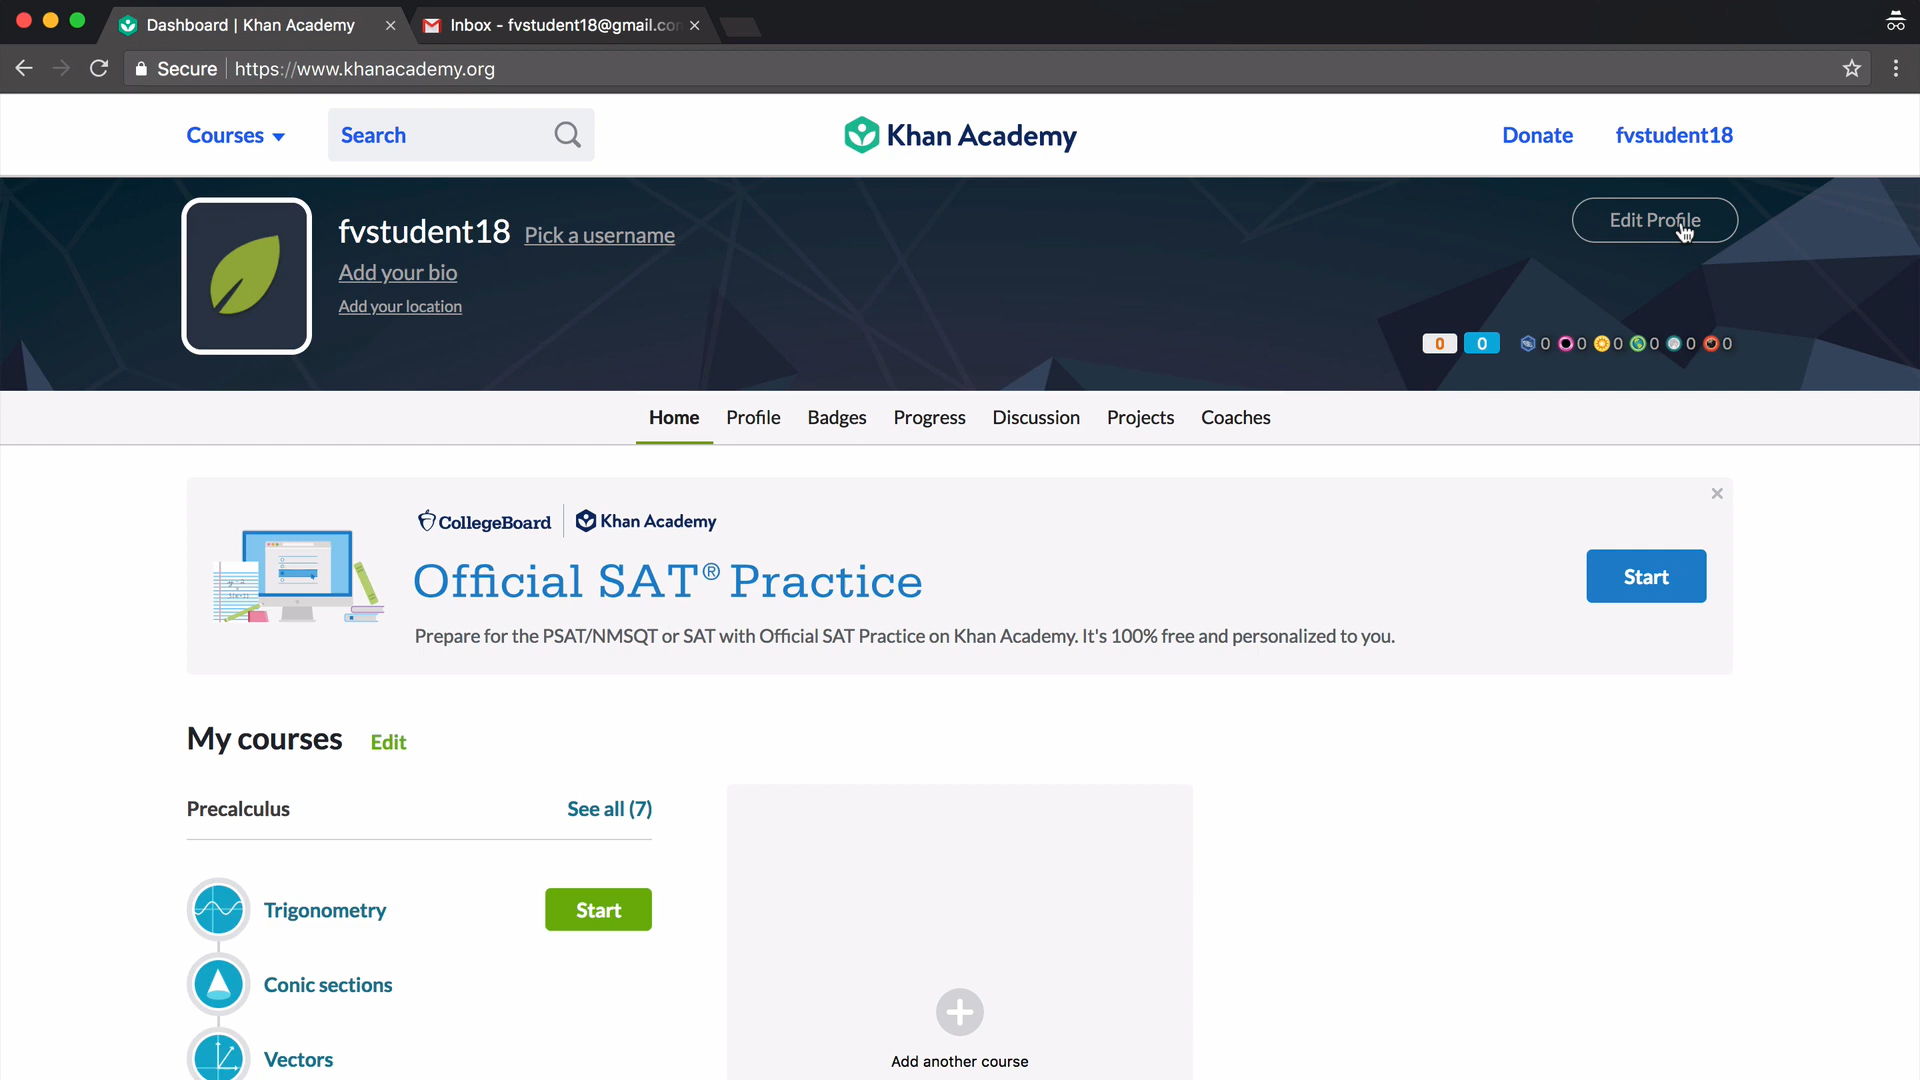 Dashboard | Khan Academy
Inbox - fvstudent18@gmail.co
Secure
https://www.khanacademy.org
Courses
Search
Khan Academy
Donate
fvstudent18
fvstudent18
Pick a username
Edit Profile
Add your bio
Add your location
0
0
0
0
0
0
0
0
Home
Profile
Badges
Progress
Discussion
Projects
Coaches
CollegeBoard
Khan Academy
Official SAT® Practice
Start
Prepare for the PSAT/NMSQT or SAT with Official SAT Practice on Khan Academy. It's 100% free and personalized to you.
My courses
Edit
Precalculus
See all (7)
Trigonometry
Start
Conic sections
Vectors
Add another course